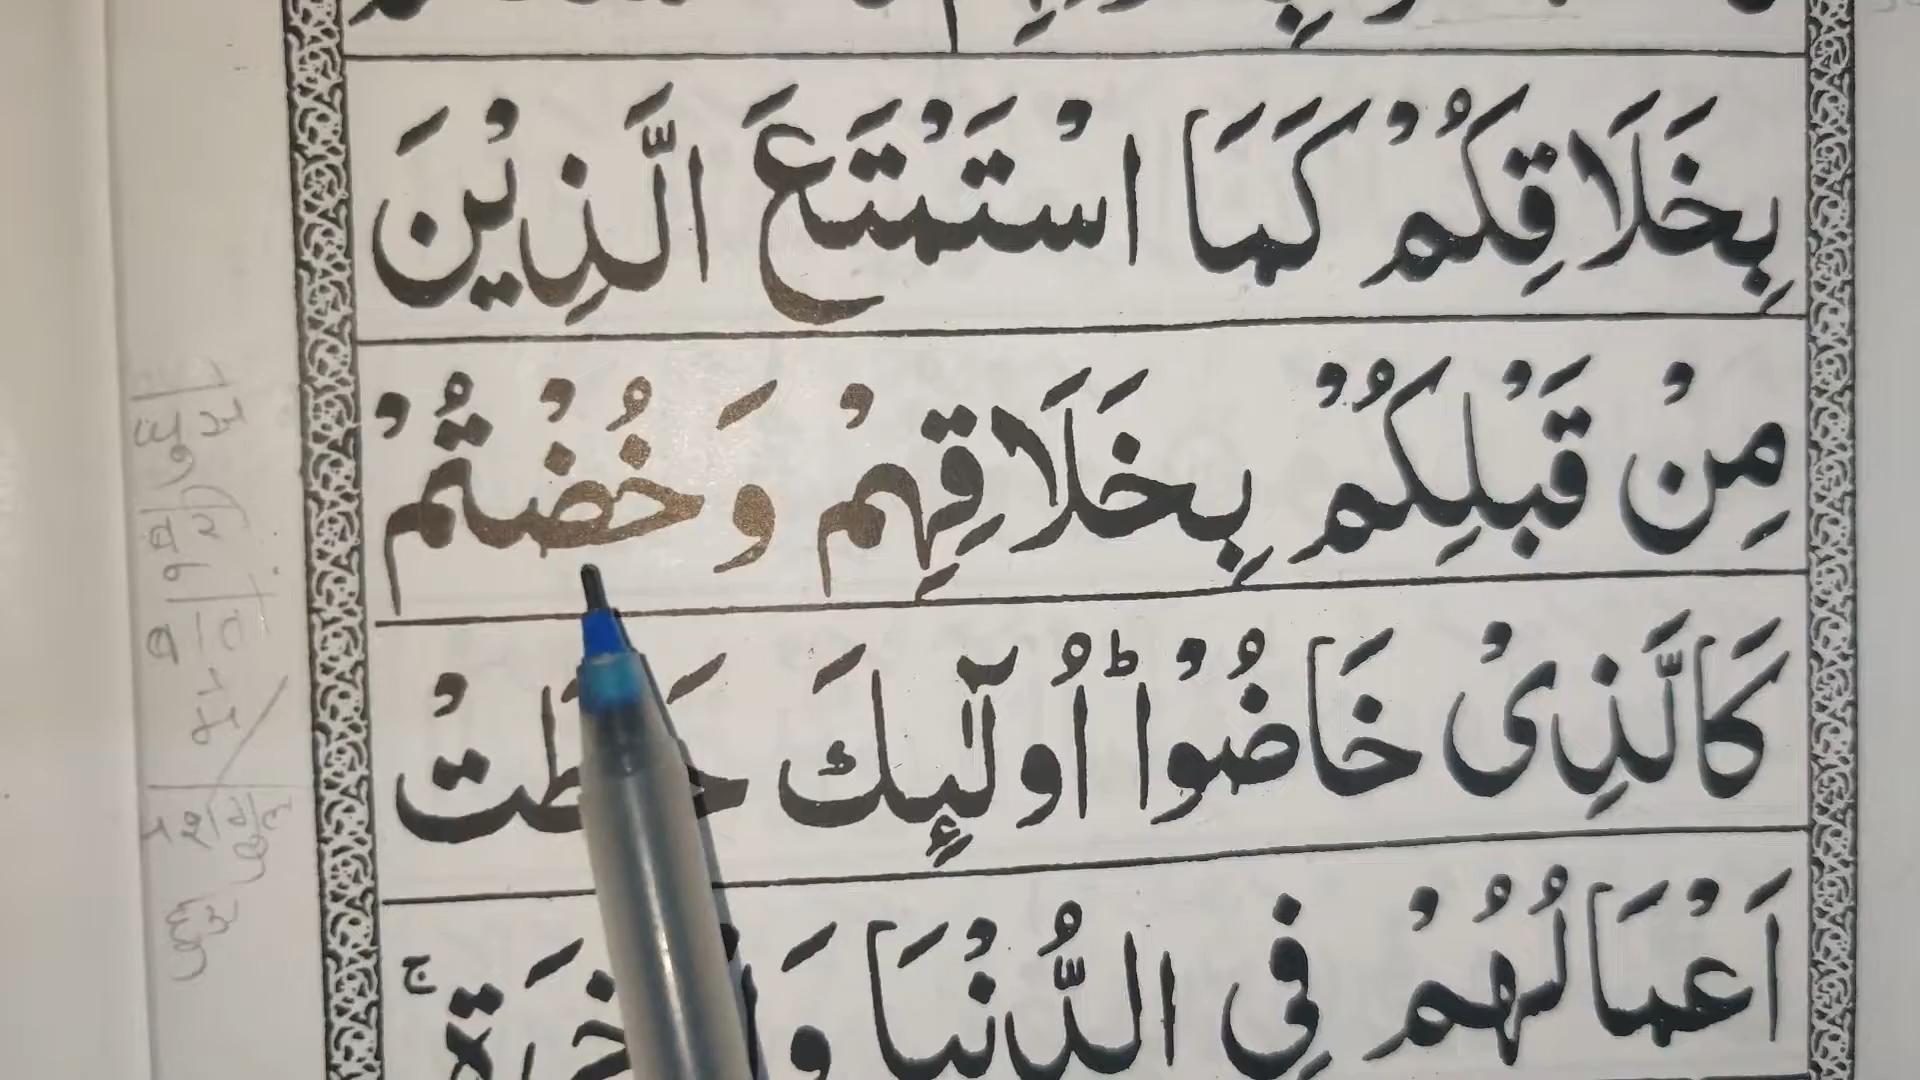 بِخَلَاقِكُمْ كَمَا اسْتَمْتَعَ الَّذِيْنَ
مِنْ قَبْلِكُمْ بِخَلَاقِهِمْ وَخُضْتُمْ
كَالَّذِىْ خَاضُوْا ؕ اُولٰٓئِكَ حَبِطَتْ
اَعْمَالُهُمْ فِى الدُّنْيَا